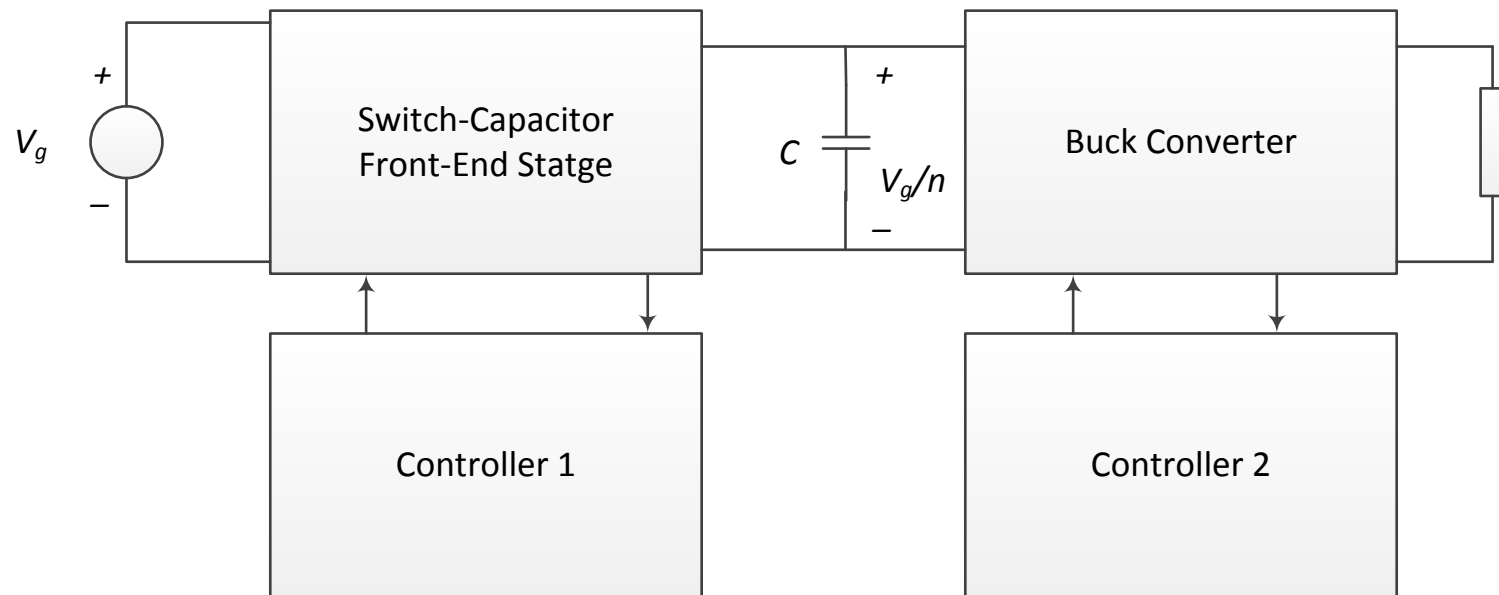 +
V_g
–
Switch-Capacitor
Front-End Statge
C
+
V_g/n
–
Buck Converter
Controller 1
Controller 2